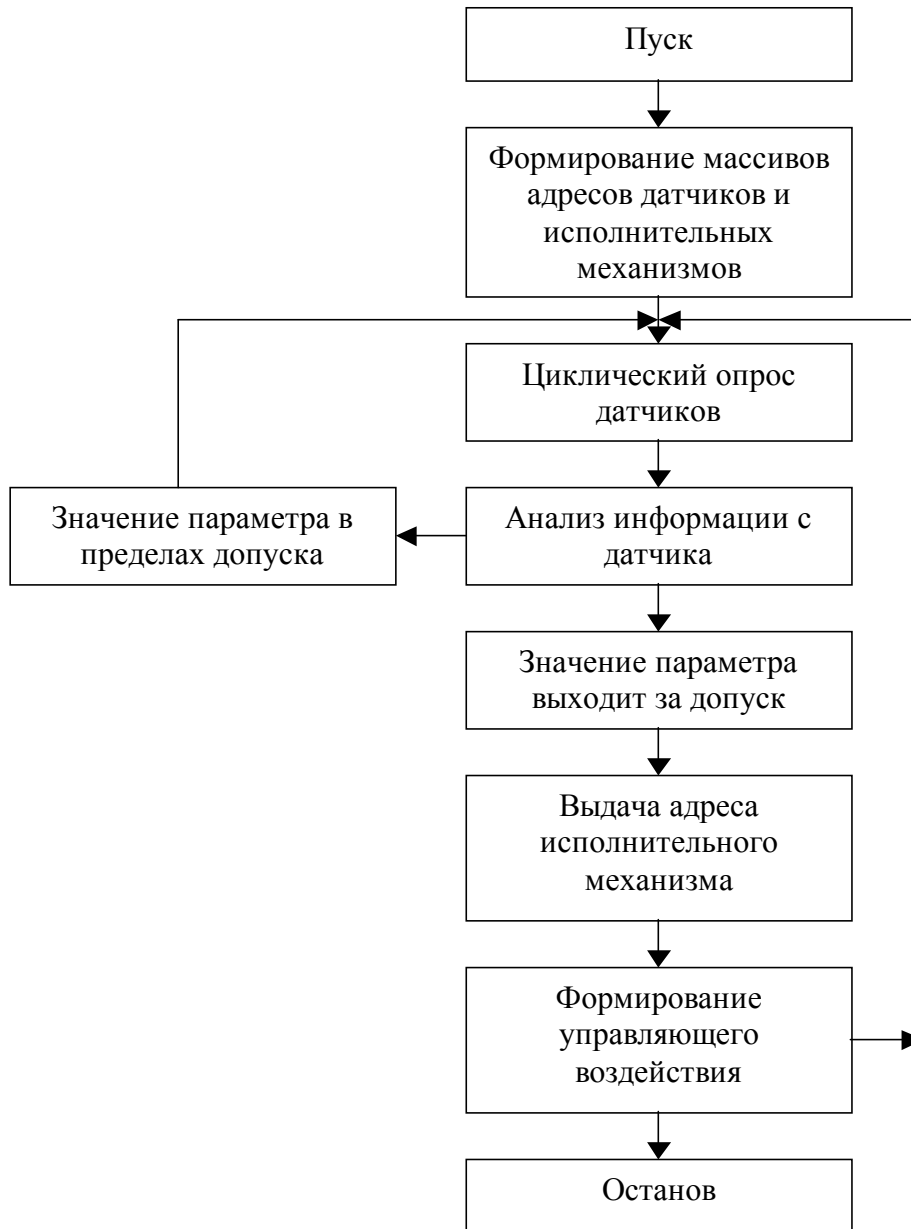 Пуск
Формирование массивов
адресов датчиков и
исполнительных
механизмов
Циклический опрос
датчиков
Значение параметра в
пределах допуска
Анализ информации с
датчика
Значение параметра
выходит за допуск
Выдача адреса
исполнительного
механизма
Формирование
управляющего
воздействия
Останов